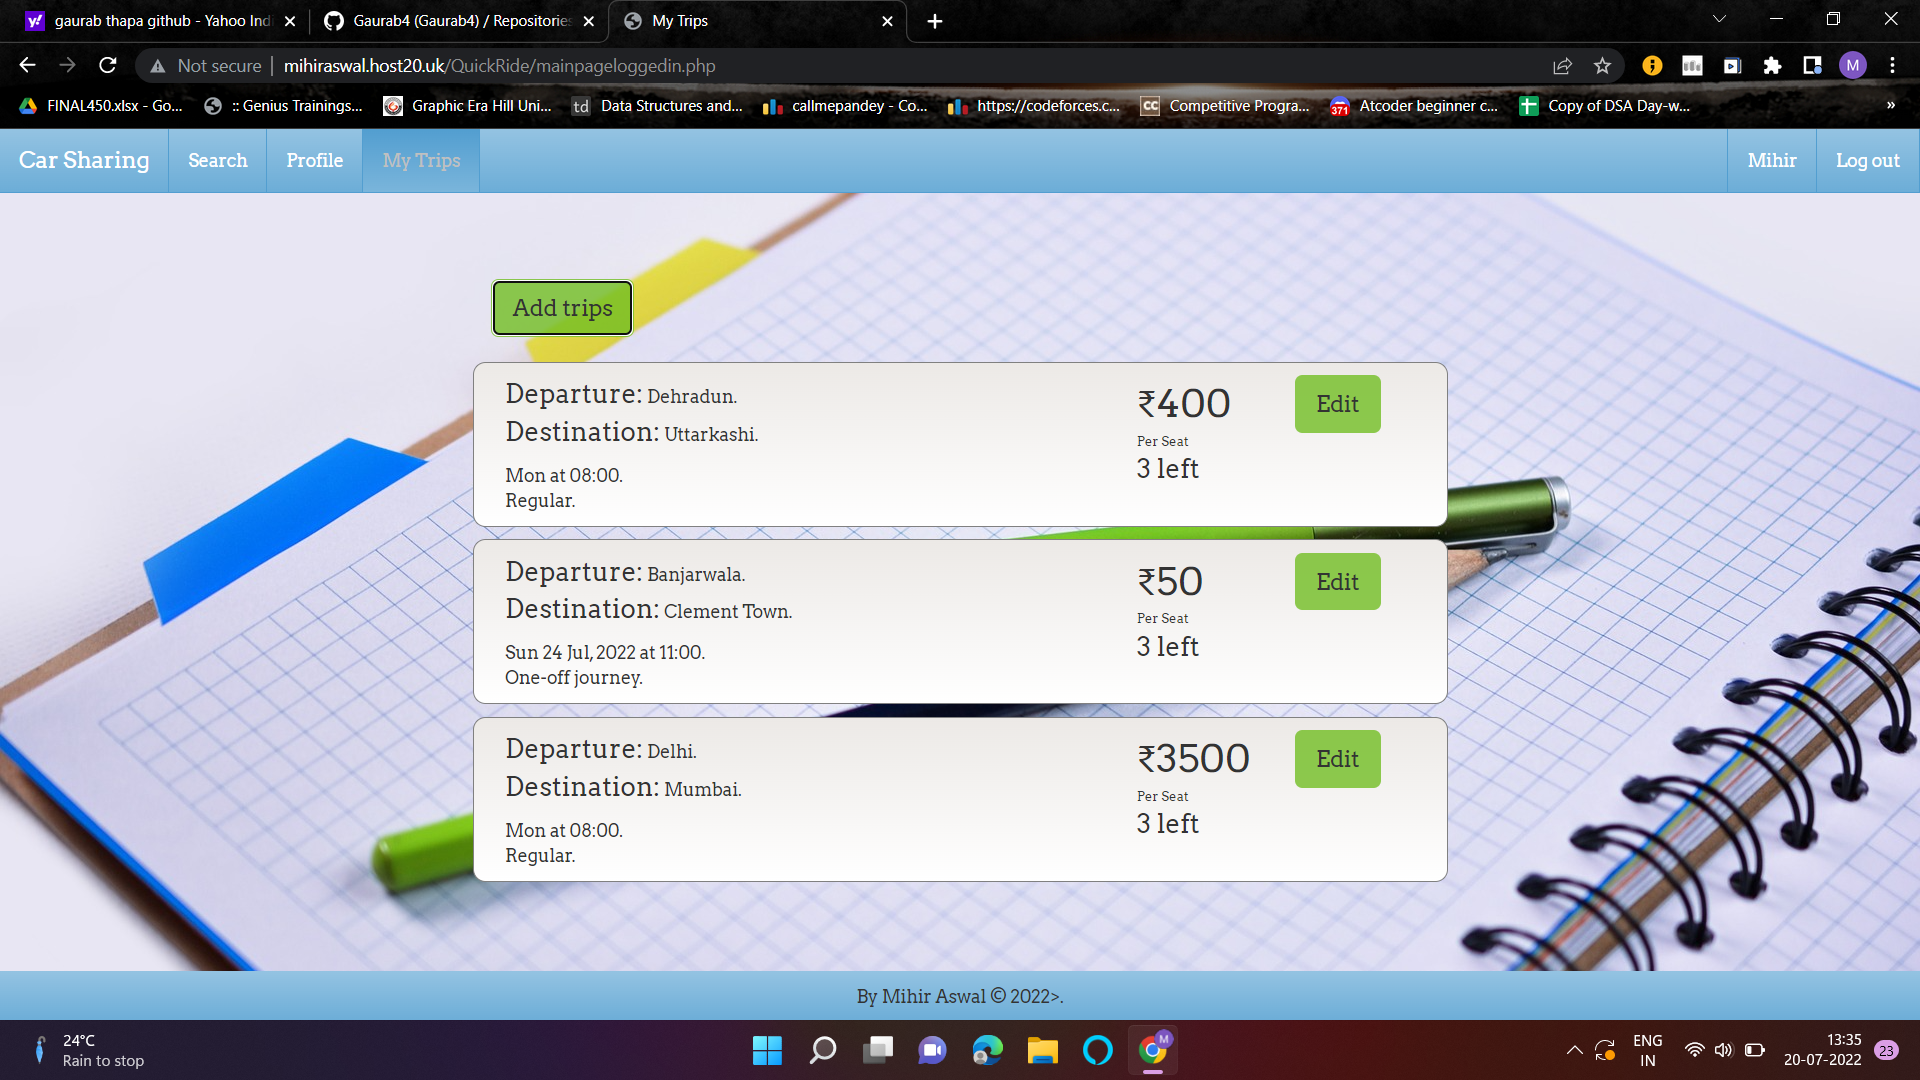 gaurab thapa github - Yahoo Indi
Gaurab4 (Gaurab4) / Repositories
My Trips
Not secure
mihiraswal.host20.uk/QuickRide/mainpageloggedin.php
M
FINAL450.xlsx - Go...
:: Genius Trainings...
Graphic Era Hill Uni...
td Data Structures and...
callmepandey - Co...
https://codeforces.c...
CC Competitive Progra...
371 Atcoder beginner c...
Copy of DSA Day-w...
»
Car Sharing
Search
Profile
My Trips
Mihir
Log out
Add trips
Departure: Dehradun.
Destination: Uttarkashi.
Mon at 08:00.
Regular.
₹400
Per Seat
3 left
Edit
Departure: Banjarwala.
Destination: Clement Town.
Sun 24 Jul, 2022 at 11:00.
One-off journey.
₹50
Per Seat
3 left
Edit
Departure: Delhi.
Destination: Mumbai.
Mon at 08:00.
Regular.
₹3500
Per Seat
3 left
Edit
By Mihir Aswal © 2022>.
24°C
Rain to stop
M
ENG
IN
13:35
20-07-2022
23